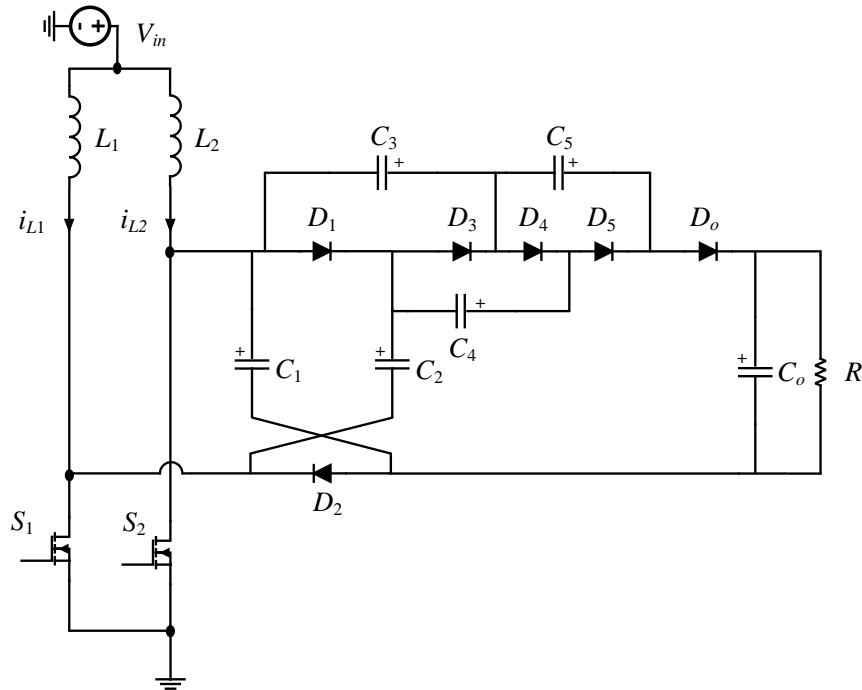 - +
V_in
L_1
L_2
C_3
+
C_5
+
i_L1
i_L2
D_1
D_3
D_4
D_5
D_o
+
C_4
+
C_1
+
C_2
+
C_o
R
D_2
S_1
S_2